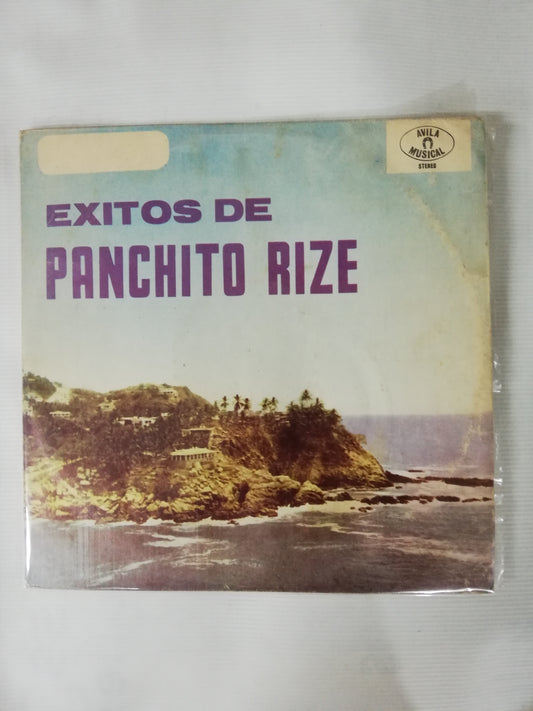 AVILA
MUSICAL
STEREO
EXITOS DE
PANCHITO RIZE